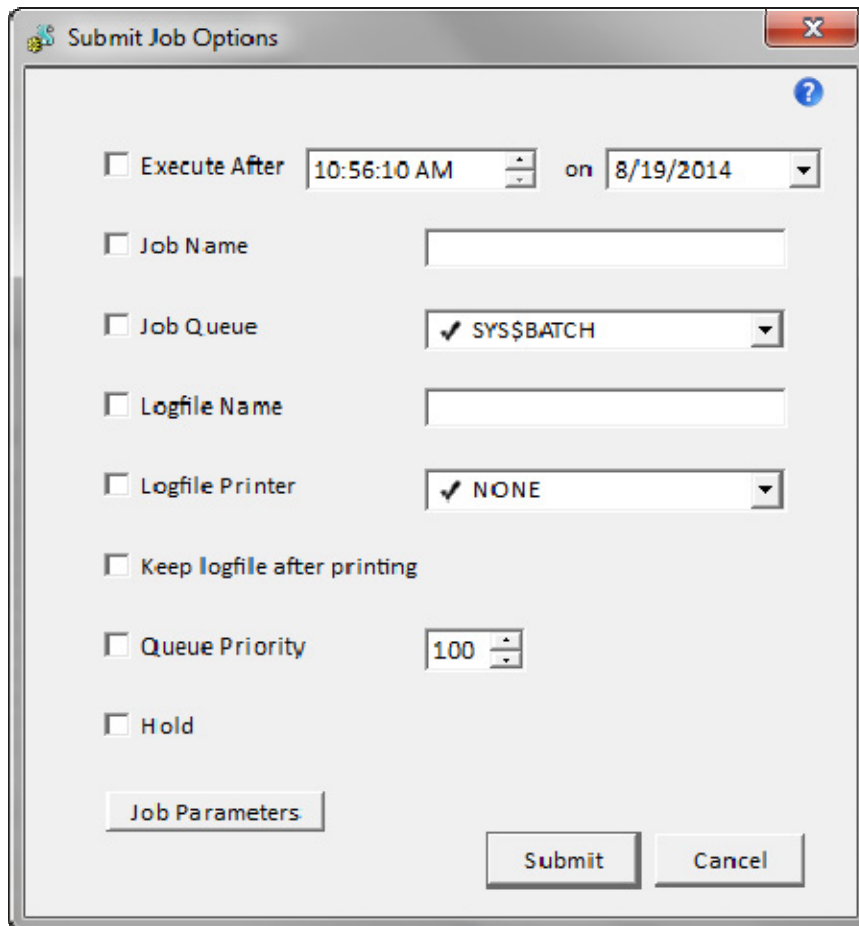 Submit Job Options
Execute After 10:56:10 AM on 8/19/2014
Job Name
Job Queue SYS$BATCH
Logfile Name
Logfile Printer NONE
Keep logfile after printing
Queue Priority 100
Hold
Job Parameters
Submit Cancel